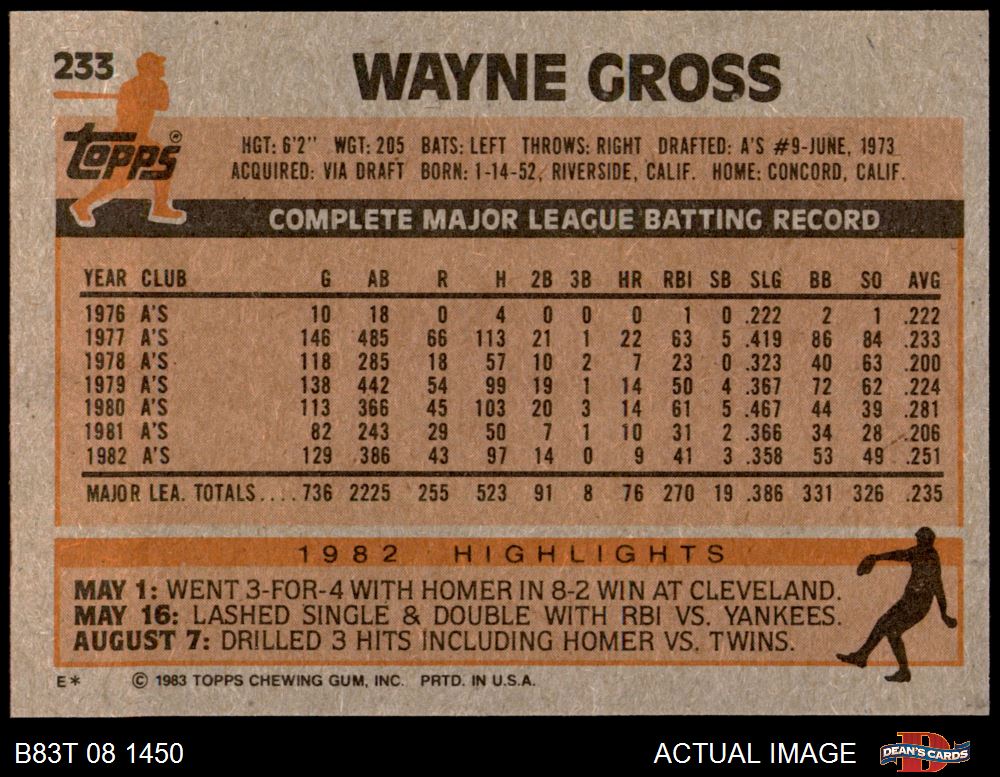 233
WAYNE GROSS
Topps®
HGT: 6'2'' WGT: 205 BATS: LEFT THROWS: RIGHT DRAFTED: A'S #9-JUNE, 1973
ACQUIRED: VIA DRAFT BORN: 1-14-52, RIVERSIDE, CALIF. HOME: CONCORD, CALIF.
COMPLETE MAJOR LEAGUE BATTING RECORD
YEAR CLUB G AB R H 2B 3B HR RBI SB SLG BB SO AVG
1976 A'S 10 18 0 4 0 0 0 1 0 .222 2 1 .222
1977 A'S 146 485 66 113 21 1 22 63 5 .419 86 84 .233
1978 A'S 118 285 18 57 10 2 7 23 0 .323 40 63 .200
1979 A'S 138 442 54 99 19 1 14 50 4 .367 72 62 .224
1980 A'S 113 366 45 103 20 3 14 61 5 .467 44 39 .281
1981 A'S 82 243 29 50 7 1 10 31 2 .366 34 28 .206
1982 A'S 129 386 43 97 14 0 9 41 3 .358 53 49 .251
MAJOR LEA. TOTALS.... 736 2225 255 523 91 8 76 270 19 .386 331 326 .235
1982 HIGHLIGHTS
MAY 1: WENT 3-FOR-4 WITH HOMER IN 8-2 WIN AT CLEVELAND.
MAY 16: LASHED SINGLE & DOUBLE WITH RBI VS. YANKEES.
AUGUST 7: DRILLED 3 HITS INCLUDING HOMER VS. TWINS.
E* © 1983 TOPPS CHEWING GUM, INC. PRTD. IN U.S.A.
B83T 08 1450 ACTUAL IMAGE DEAN'S CARDS